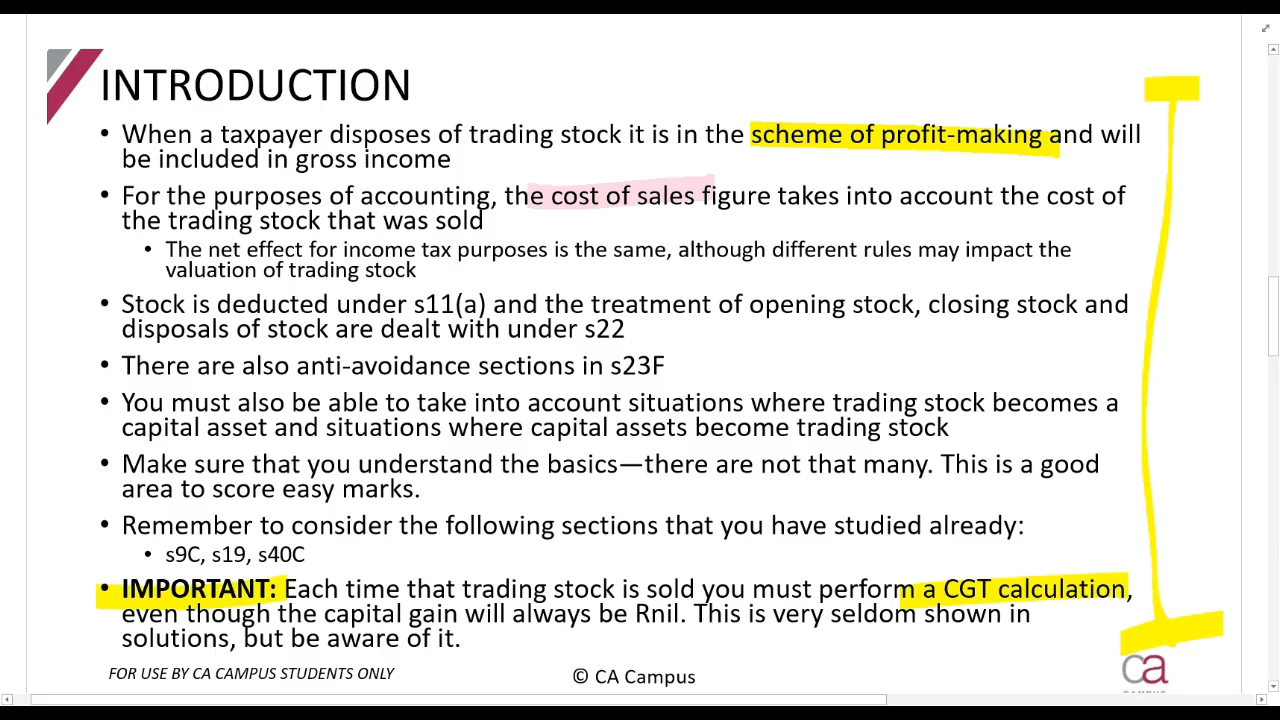 INTRODUCTION
• When a taxpayer disposes of trading stock it is in the scheme of profit-making and will
be included in gross income
• For the purposes of accounting, the cost of sales figure takes into account the cost of
the trading stock that was sold
• The net effect for income tax purposes is the same, although different rules may impact the
valuation of trading stock
• Stock is deducted under s11(a) and the treatment of opening stock, closing stock and
disposals of stock are dealt with under s22
• There are also anti-avoidance sections in s23F
• You must also be able to take into account situations where trading stock becomes a
capital asset and situations where capital assets become trading stock
• Make sure that you understand the basics—there are not that many. This is a good
area to score easy marks.
• Remember to consider the following sections that you have studied already:
• s9C, s19, s40C
• IMPORTANT: Each time that trading stock is sold you must perform a CGT calculation,
even though the capital gain will always be Rnil. This is very seldom shown in
solutions, but be aware of it.
FOR USE BY CA CAMPUS STUDENTS ONLY
© CA Campus
ca
CAMPUS